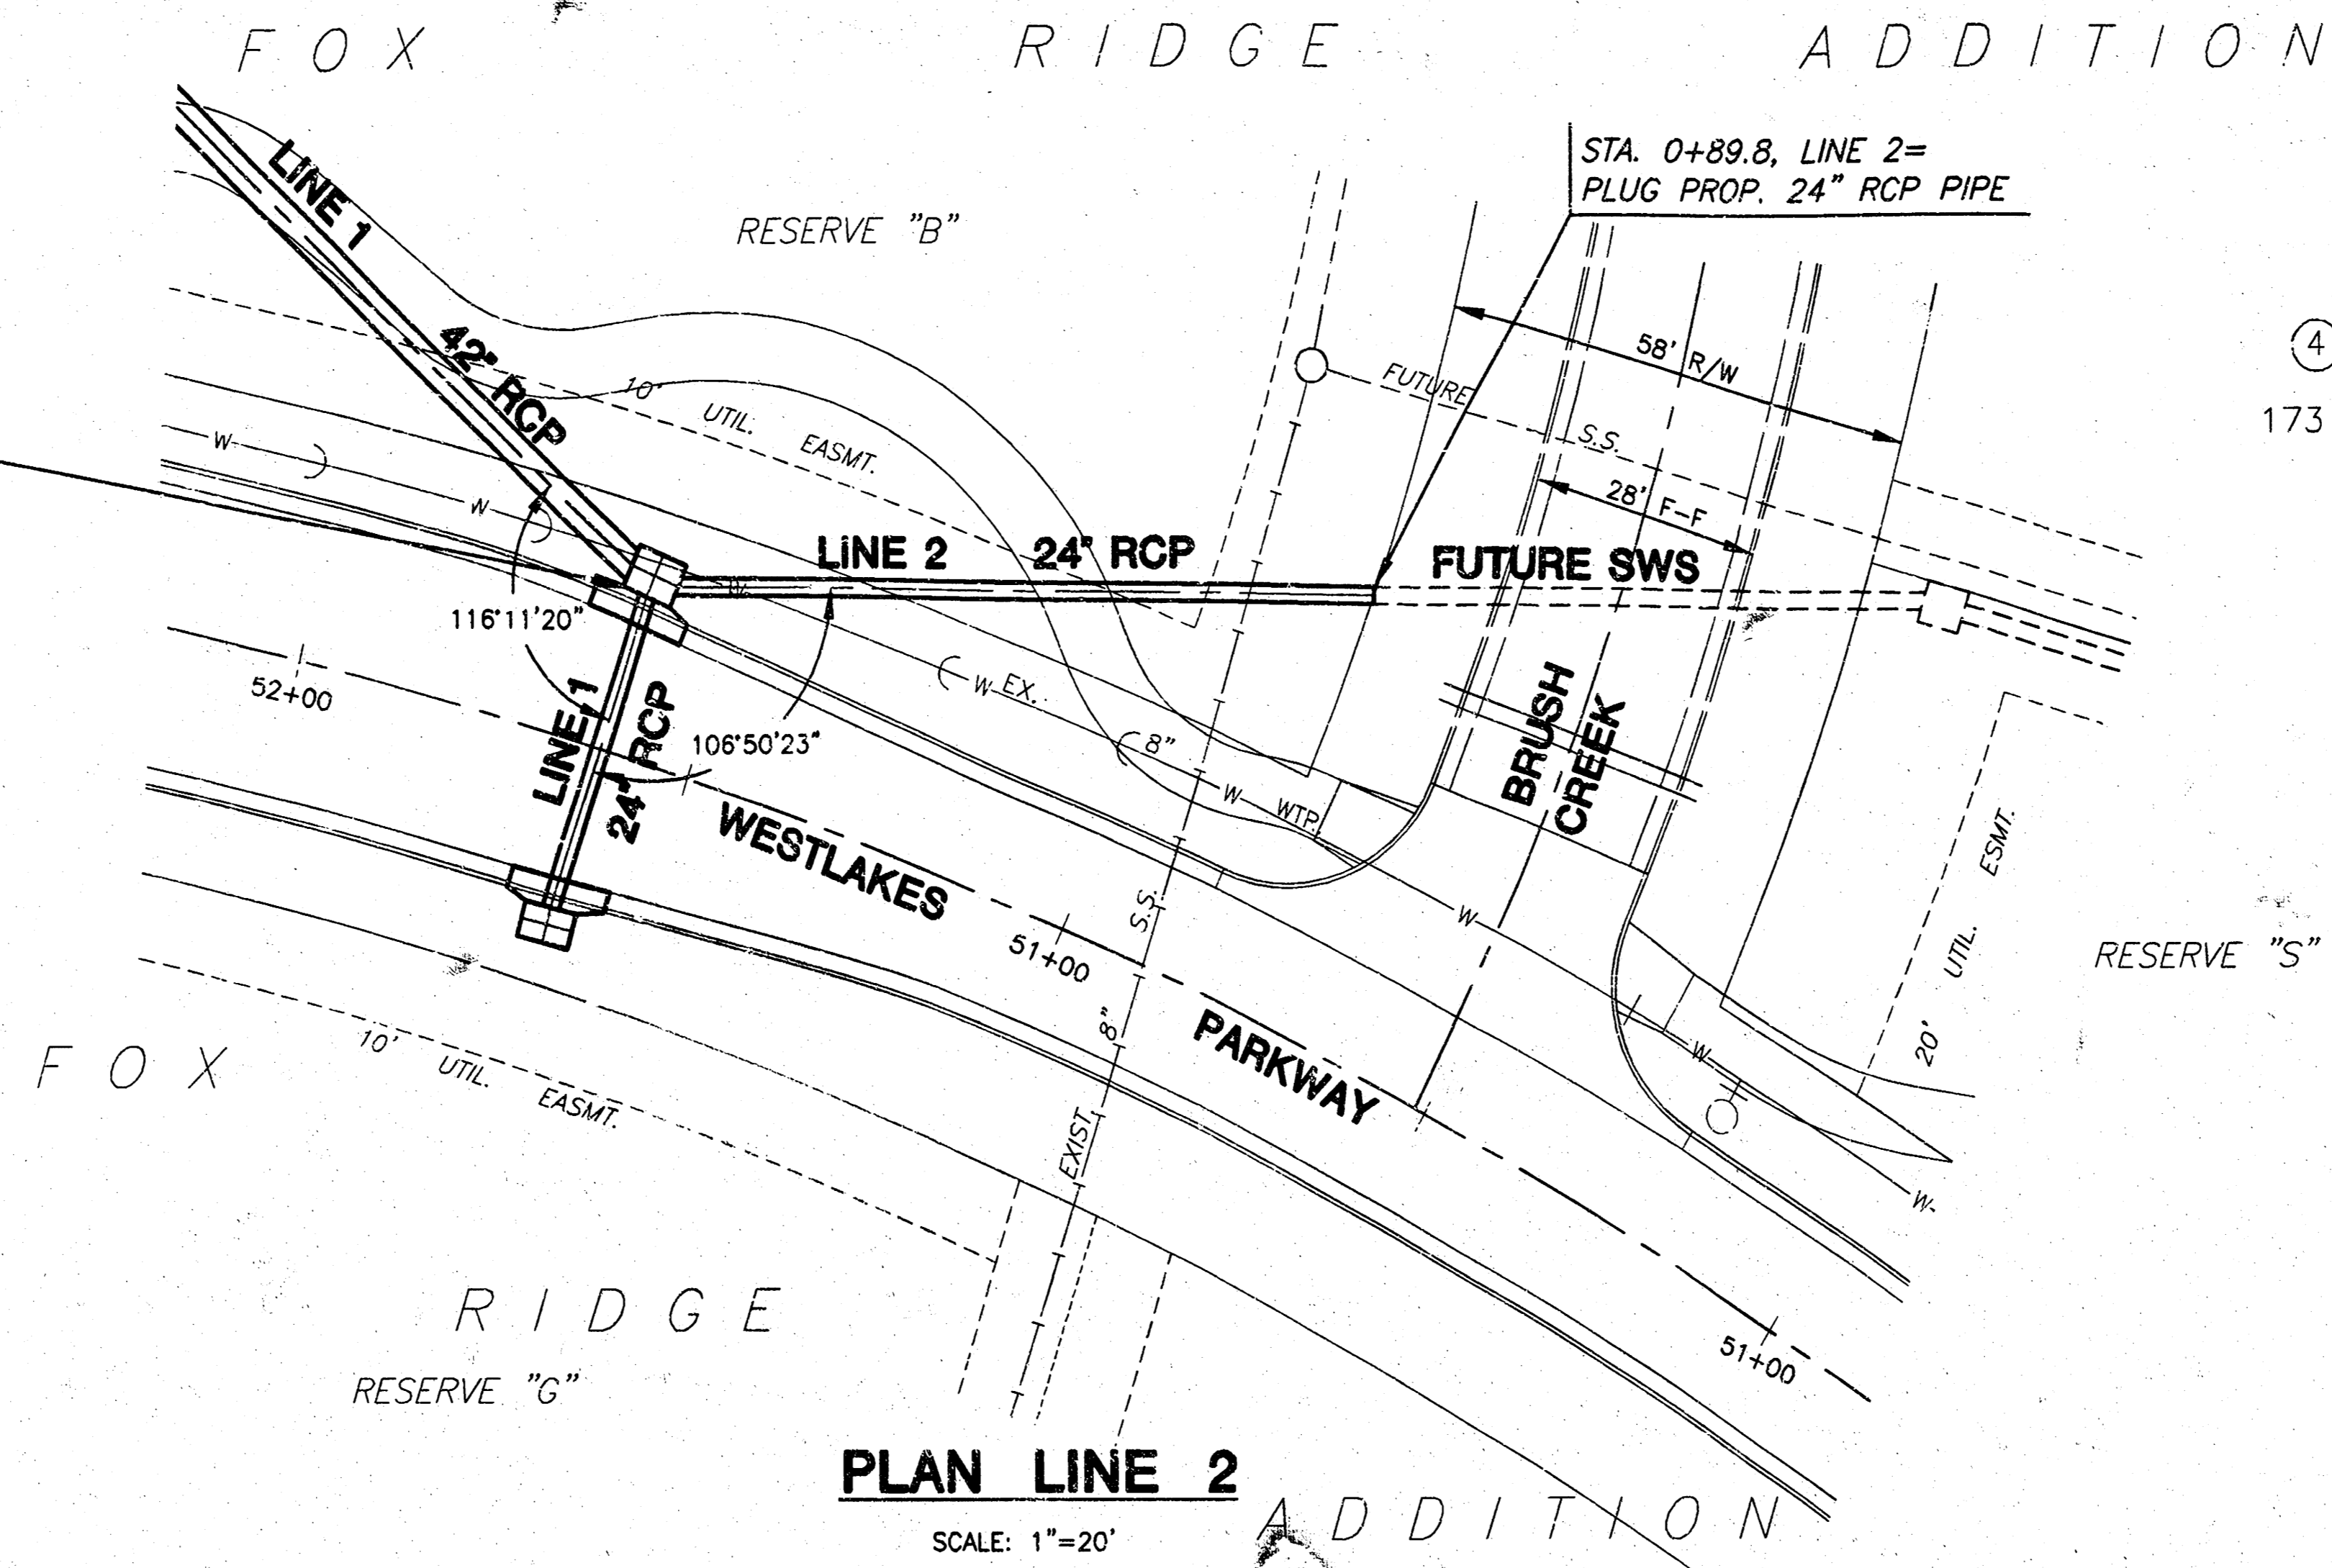 FOX RIDGE ADDITION
STA. 0+89.8, LINE 2=
PLUG PROP. 24" RCP PIPE
LINE 1
RESERVE "B"
58' R/W
4
173
42" RCP
10' UTIL. EASMT.
FUTURE S.S.
W
W
28' F-F
LINE 2 24" RCP
FUTURE SWS
W
116°11'20"
52+00
LINE 1
24" RCP
106°50'23"
W EX.
8"
W
WTP.
BRUSH
CREEK
WESTLAKES
W
S.S.
51+00
8"
PARKWAY
EXIST.
20' UTIL. ESMT.
RESERVE "S"
W
W
10' UTIL. EASMT.
51+00
FOX
RIDGE
RESERVE "G"
PLAN LINE 2
SCALE: 1"=20'
ADDITION